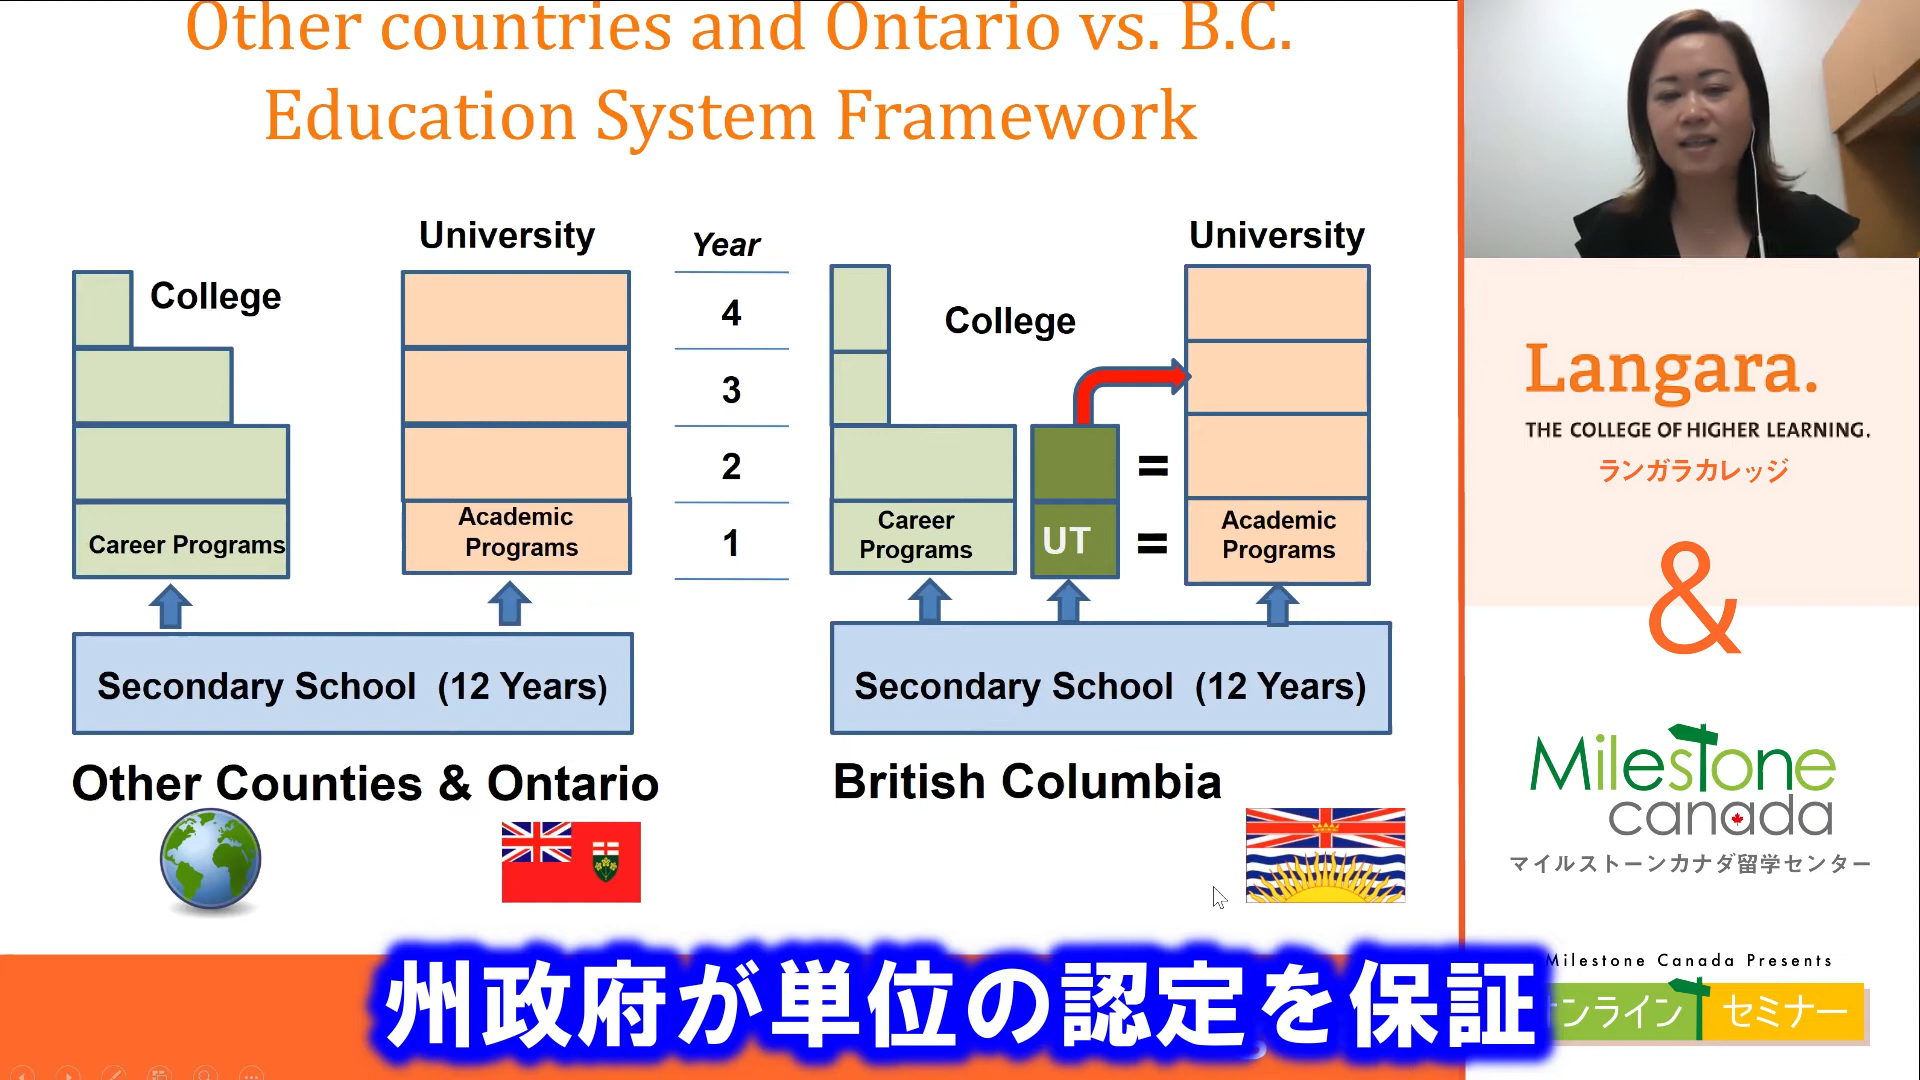 Other countries and Ontario vs. B.C.
Education System Framework
University
College
Career Programs
Academic
Programs
Year
4
3
2
1
University
College
Career
Programs
UT
=
=
Academic
Programs
Secondary School (12 Years)
Secondary School (12 Years)
Other Counties & Ontario
British Columbia
州政府が単位の認定を保証
Langara.
THE COLLEGE OF HIGHER LEARNING.
ランガラカレッジ
&
Milestone
canada
マイルストーンカナダ留学センター
Milestone Canada Presents
オンライン セミナー